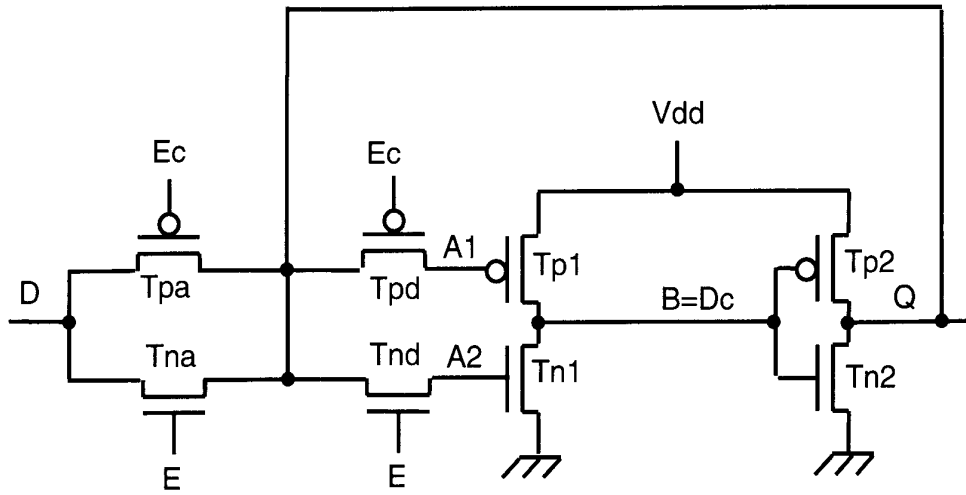 Vdd
Ec
Ec
A1
Tp1
Tp2
D
Tpa
Tpd
B=Dc
Q
Tna
Tnd
A2
Tn1
Tn2
E
E